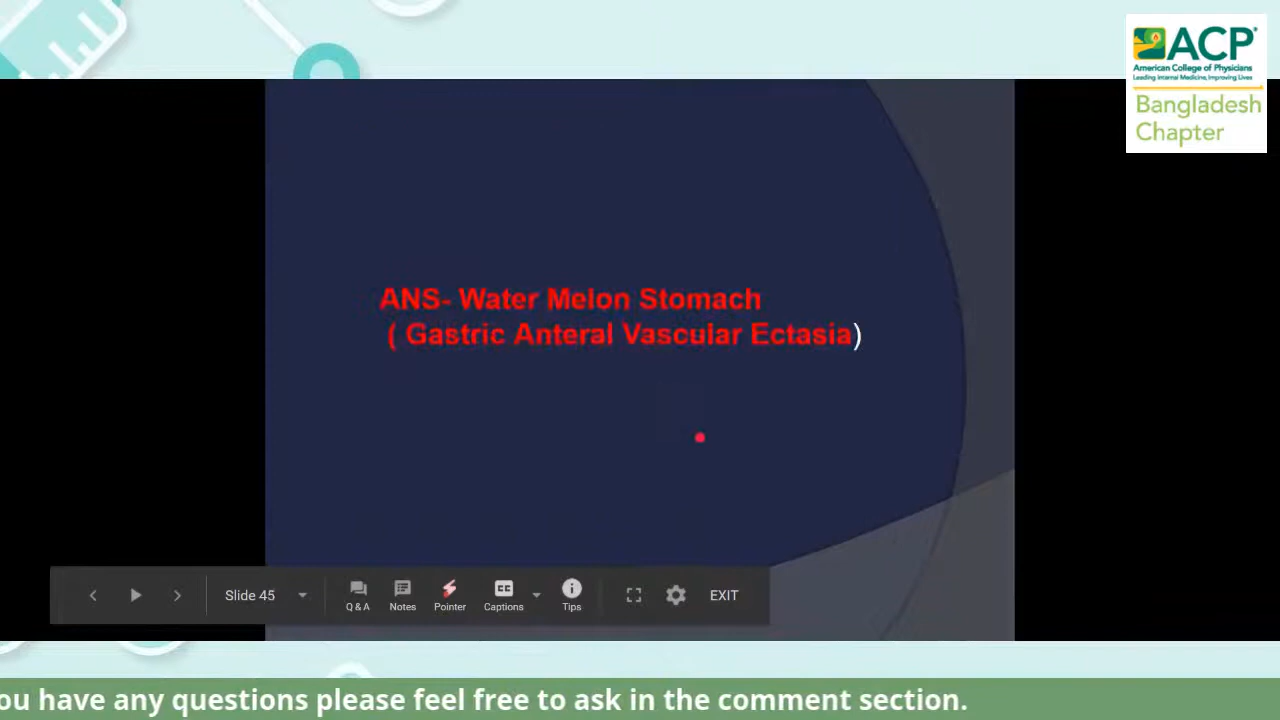 ACP®
American College of Physicians
Leading Internal Medicine, Improving Lives
Bangladesh
Chapter
ANS- Water Melon Stomach
( Gastric Anteral Vascular Ectasia)
Slide 45
Q & A
Notes
Pointer
CC
Captions
Tips
EXIT
ou have any questions please feel free to ask in the comment section.